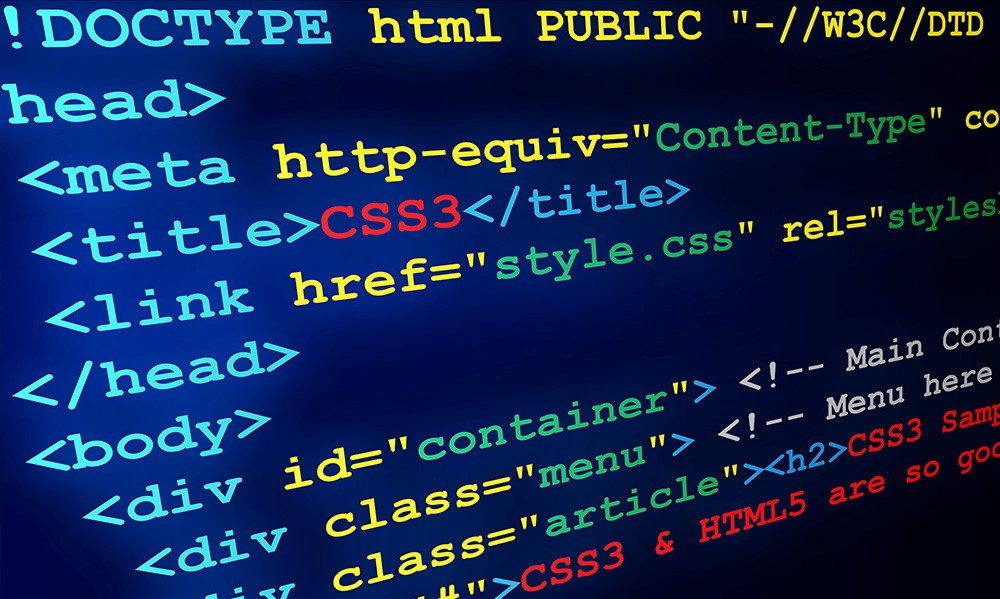 !DOCTYPE html PUBLIC "-//W3C//DTD
head>
<meta http-equiv="Content-Type" co
<title>CSS3</title>
<link href="style.css" rel="styles
</head>
<body>
<div id="container"> <!-- Main Cont
<div class="menu"> <!-- Menu here
div class="article"><h2>CSS3 Samp
#">CSS3 & HTML5 are so goo